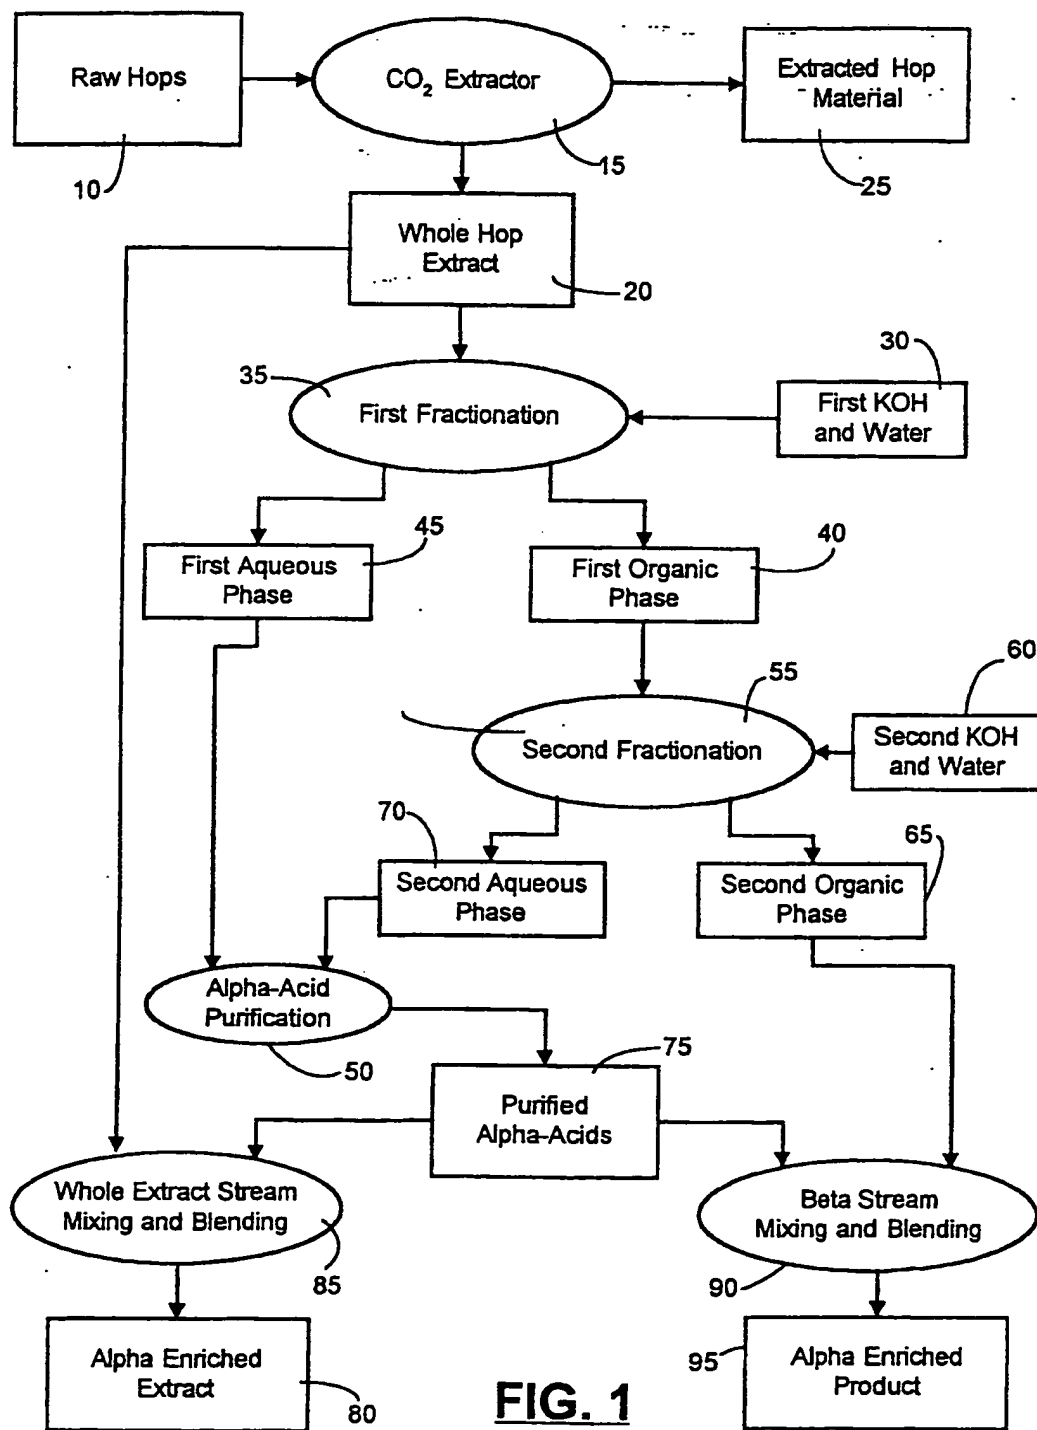 Raw Hops
CO₂ Extractor
Extracted Hop
Material
10
15
25
Whole Hop
Extract
20
30
35
First KOH
and Water
First Fractionation
45
40
First Aqueous
Phase
First Organic
Phase
60
55
Second KOH
and Water
Second Fractionation
70
65
Second Aqueous
Phase
Second Organic
Phase
Alpha-Acid
Purification
50
75
Purified
Alpha-Acids
Whole Extract Stream
Mixing and Blending
Beta Stream
Mixing and Blending
85
90
Alpha Enriched
Extract
80
95
Alpha Enriched
Product
FIG. 1